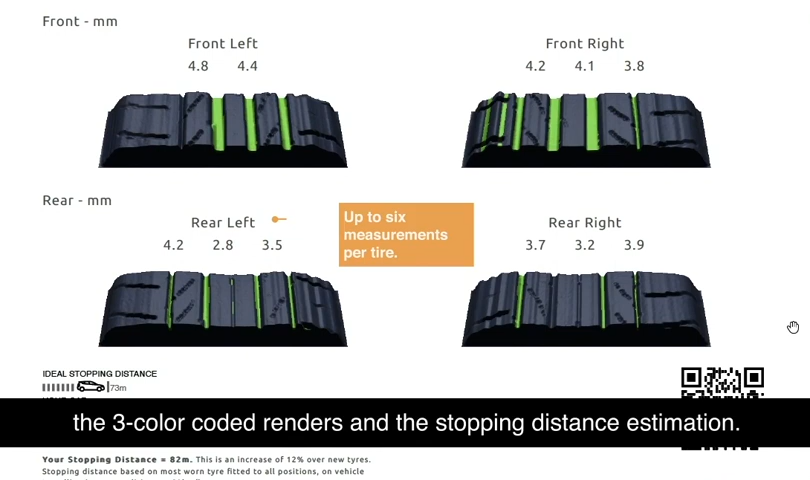 Front - mm
Front Left
4.8 4.4
Front Right
4.2 4.1 3.8
Rear - mm
Rear Left
4.2 2.8 3.5
Up to six
measurements
per tire.
Rear Right
3.7 3.2 3.9
IDEAL STOPPING DISTANCE
73m
the 3-color coded renders and the stopping distance estimation.
Your Stopping Distance = 82m. This is an increase of 12% over new tyres.
Stopping distance based on most worn tyre fitted to all positions, on vehicle